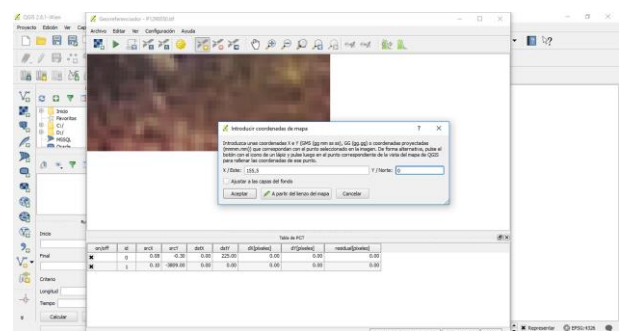 QGIS 2.8.1-Wien
Proyecto Edición Ver Cap
Georreferenciador - P1290050.tif
Archivo Editar Ver Configuración Ayuda
Inicio
Favoritos
C:/
D:/
MSSQL
Oracle
Introducir coordenadas de mapa
Introduzca unas coordenadas X e Y (GMS (gg mm ss.ss), GG (gg.gg) o coordenadas proyectadas
(mmmm.mm)) que correspondan con el punto seleccionado en la imagen. De forma alternativa, pulse el
botón con el icono de un lápiz y pulse luego en el punto correspondiente de la vista del mapa de QGIS
para rellenar las coordenadas de ese punto.
X / Este: 155,5
Y / Norte: 0
Ajustar a las capas del fondo
Aceptar
A partir del lienzo del mapa
Cancelar
Inicio
Final
Criterio
Longitud
Tiempo
Calcular
Tabla de PCT
on/off id srcX srcY dstX dstY dX[píxeles] dY[píxeles] residual[píxeles]
0 0.08 -0.30 0.00 225.00 0.00 0.00 0.00
1 0.10 -3889.00 0.00 0.00 0.00 0.00 0.00
Representar
EPSG:4326